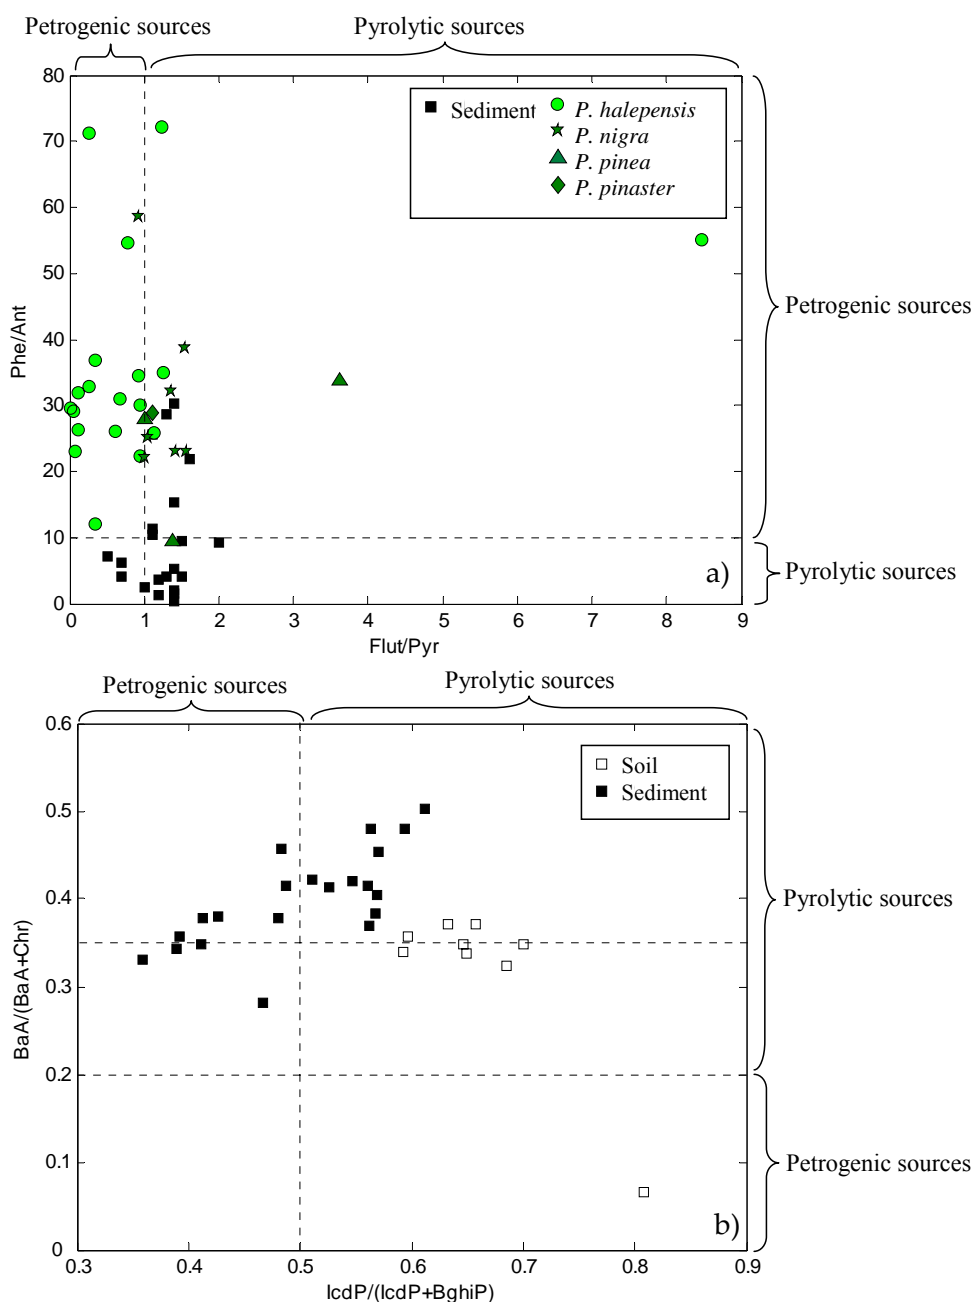 Petrogenic sources
Pyrolytic sources
80
70
60
50
40
30
20
10
0
Phe/Ant
Sediment
P. halepensis
P. nigra
P. pinea
P. pinaster
Petrogenic sources
Pyrolytic sources
a)
0 1 2 3 4 5 6 7 8 9
Flut/Pyr
Petrogenic sources
Pyrolytic sources
0.6
0.5
0.4
0.3
0.2
0.1
0
BaA/(BaA+Chr)
Soil
Sediment
Pyrolytic sources
Petrogenic sources
b)
0.3 0.4 0.5 0.6 0.7 0.8 0.9
IcdP/(IcdP+BghiP)